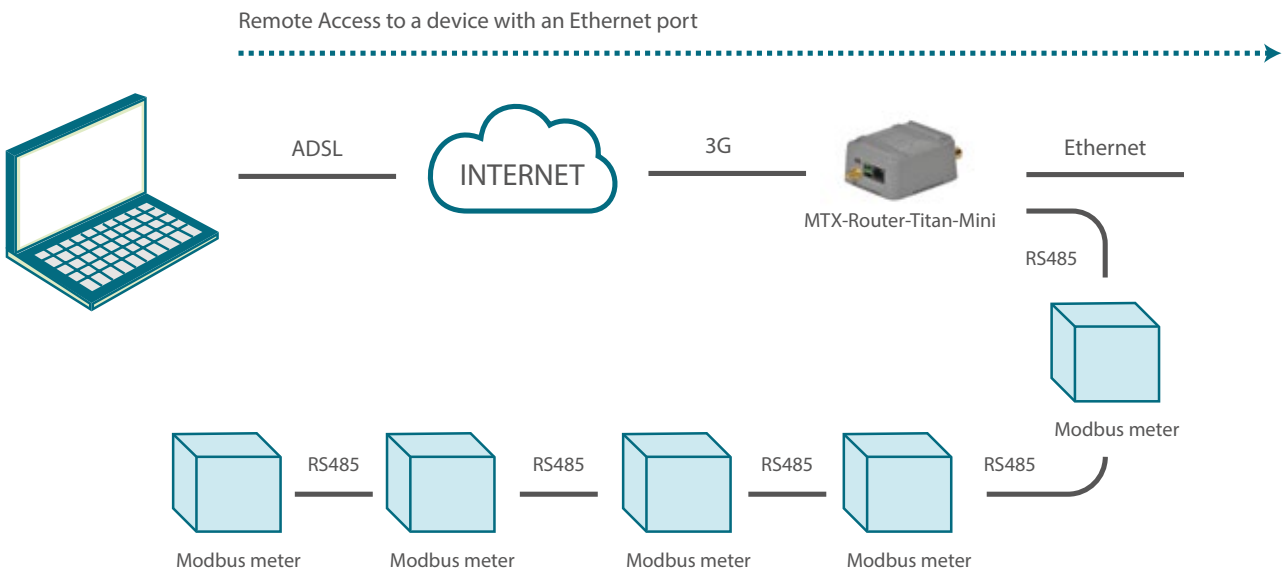 Remote Access to a device with an Ethernet port
ADSL
INTERNET
3G
MTX-Router-Titan-Mini
Ethernet
RS485
Modbus meter
RS485
RS485
RS485
RS485
Modbus meter
Modbus meter
Modbus meter
Modbus meter